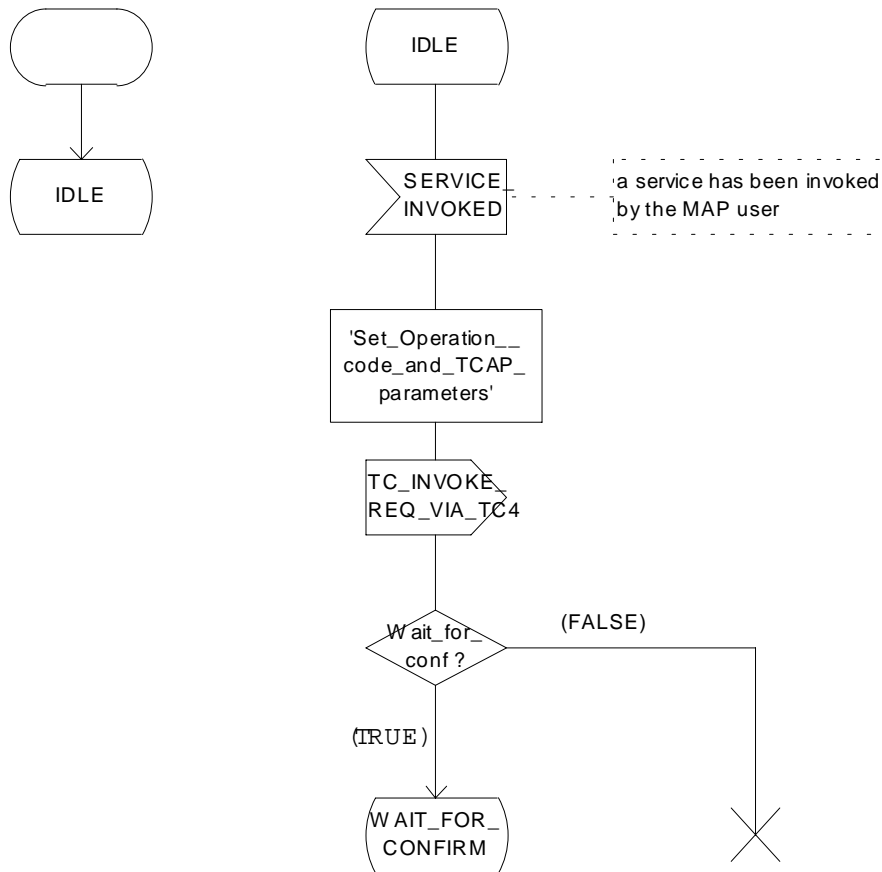 IDLE
IDLE
SERVICE_
INVOKED
a service has been invoked
by the MAP user
'Set_Operation__
code_and_TCAP_
parameters'
TC_INVOKE_
REQ_VIA_TC4
Wait_for_
conf ?
(FALSE)
(TRUE)
WAIT_FOR_
CONFIRM